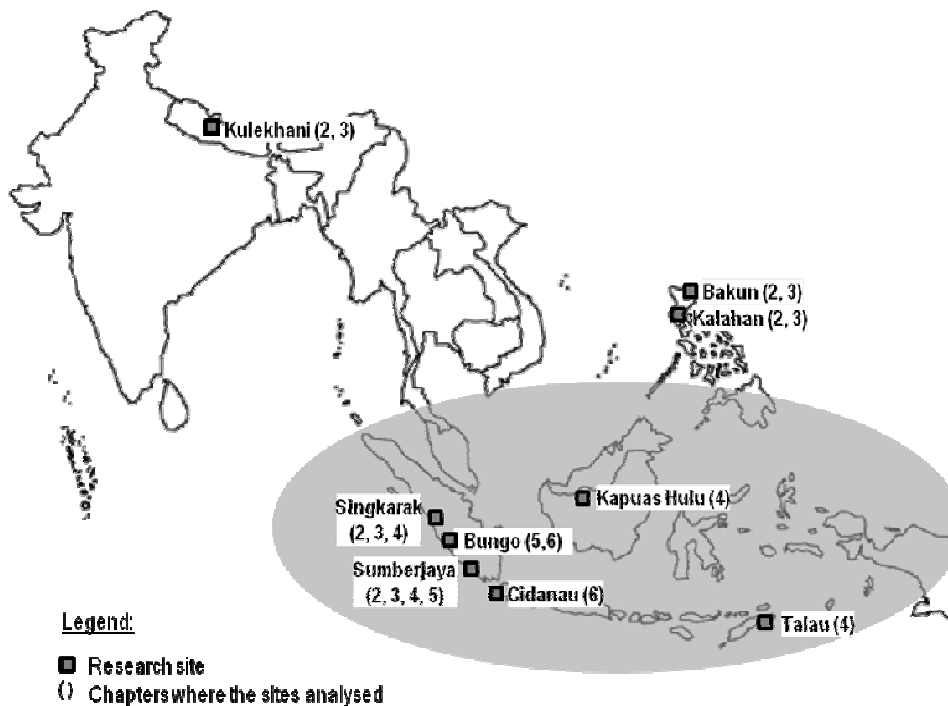 Kulekhani (2, 3)
Bakun (2, 3)
Kalahan (2, 3)
Kapuas Hulu (4)
Singkarak
(2, 3, 4)
Bungo (5,6)
Sumberjaya
(2, 3, 4, 5)
Cidanau (6)
Talau (4)
Legend:
Research site
() Chapters where the sites analysed